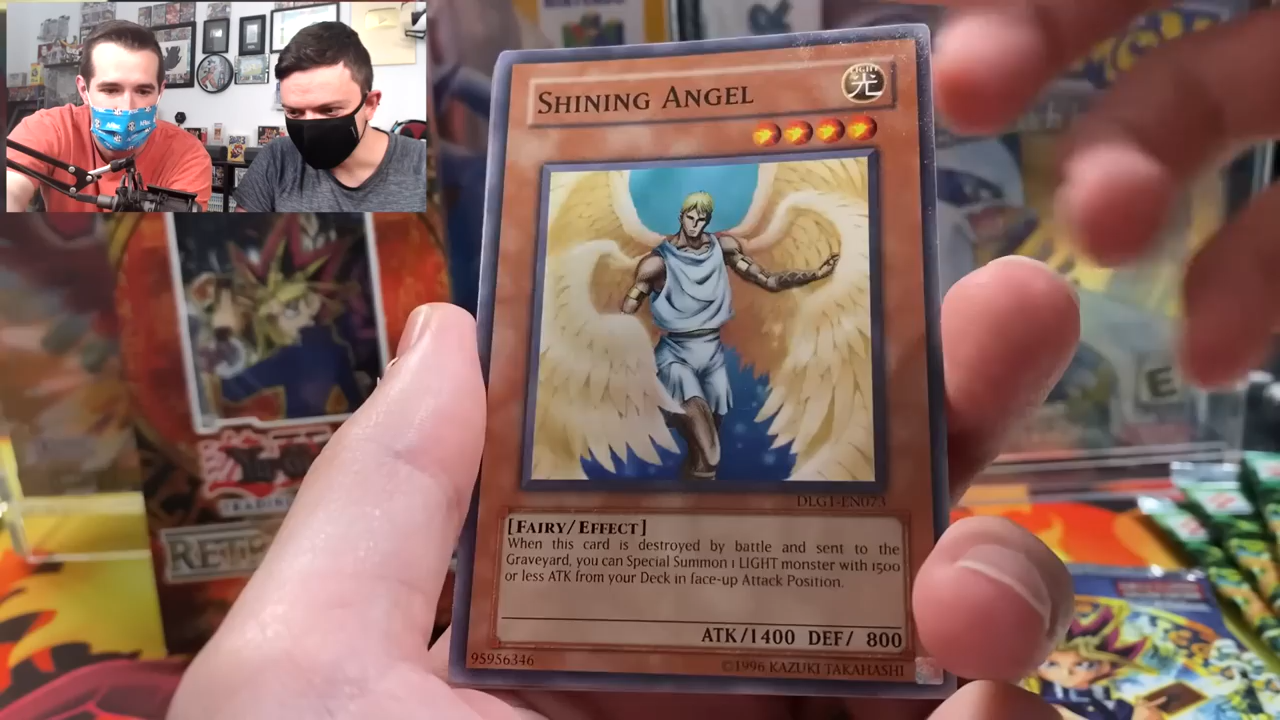 SHINING ANGEL
LIGHT
光
DLG1-EN073
[FAIRY/EFFECT]
When this card is destroyed by battle and sent to the
Graveyard, you can Special Summon 1 LIGHT monster with 1500
or less ATK from your Deck in face-up Attack Position.
ATK/1400 DEF/ 800
95956346
©1996 KAZUKI TAKAHASHI
E